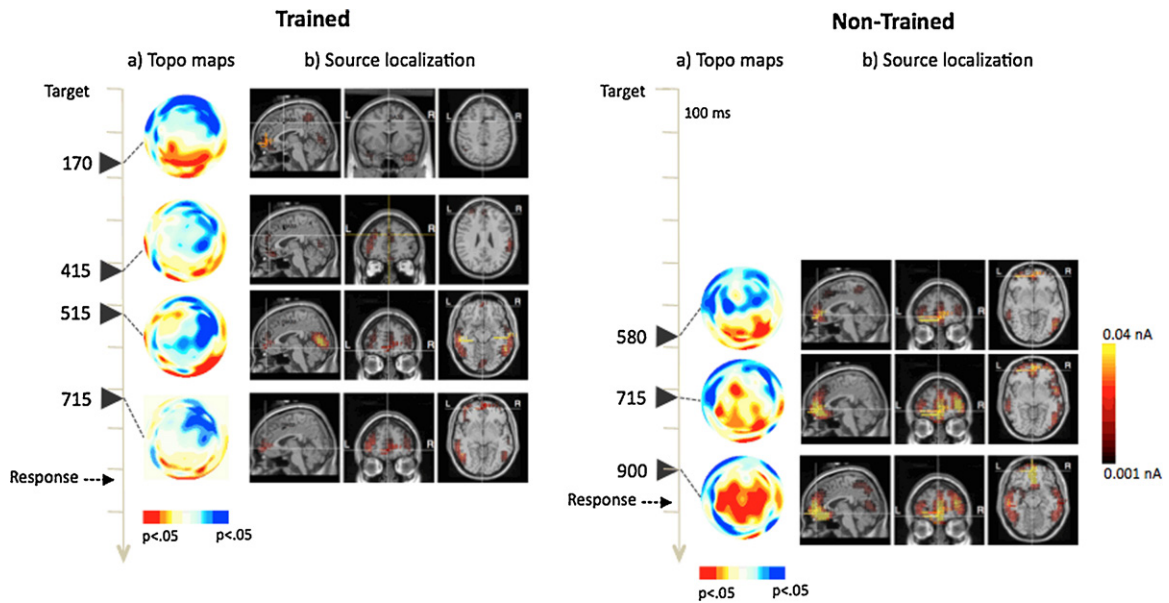 Trained
a) Topo maps
b) Source localization
Target
170
415
515
715
Response
p<.05
p<.05
L
R
R
L
R
L
R
L
R
Non-Trained
a) Topo maps
b) Source localization
Target
100 ms
580
715
900
Response
p<.05
p<.05
L
R
L
R
L
R
L
R
L
R
L
R
0.04 nA
0.001 nA